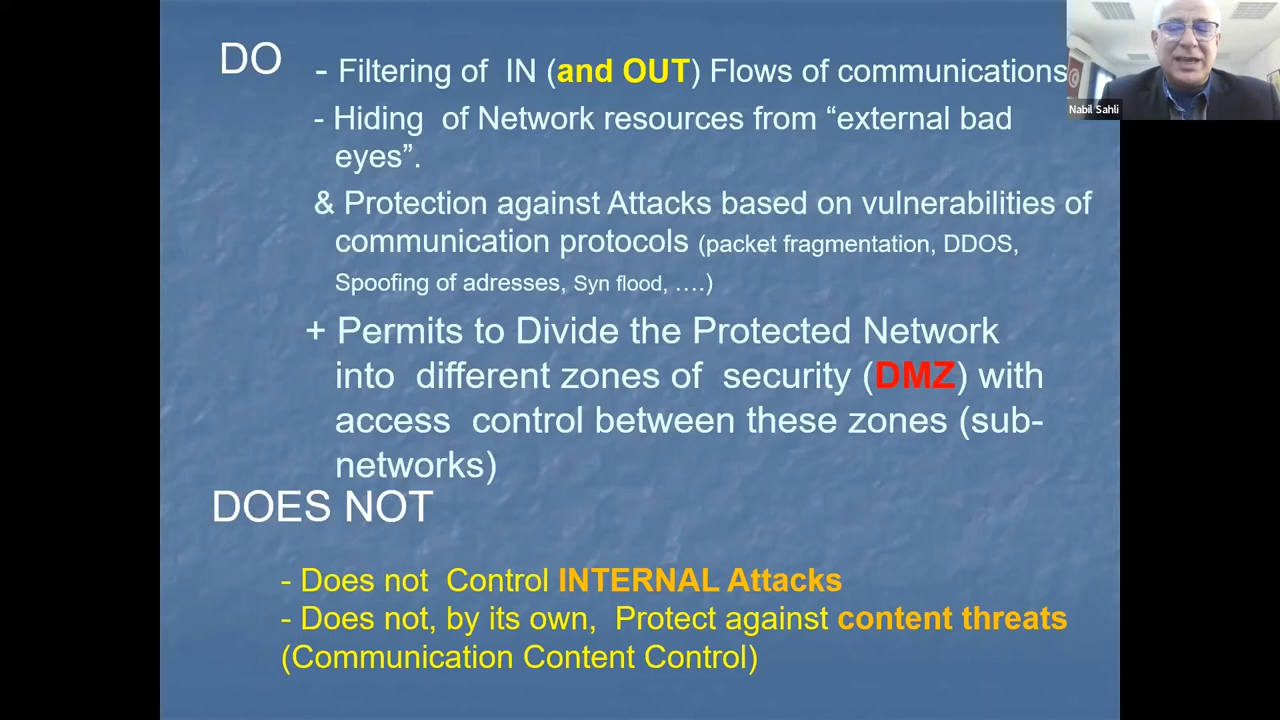 DO - Filtering of IN (and OUT) Flows of communications
Nabil Sahli
- Hiding of Network resources from “external bad
eyes”.
& Protection against Attacks based on vulnerabilities of
communication protocols (packet fragmentation, DDOS,
Spoofing of adresses, Syn flood, ….)
+ Permits to Divide the Protected Network
into different zones of security (DMZ) with
access control between these zones (sub-
networks)
DOES NOT
- Does not Control INTERNAL Attacks
- Does not, by its own, Protect against content threats
(Communication Content Control)